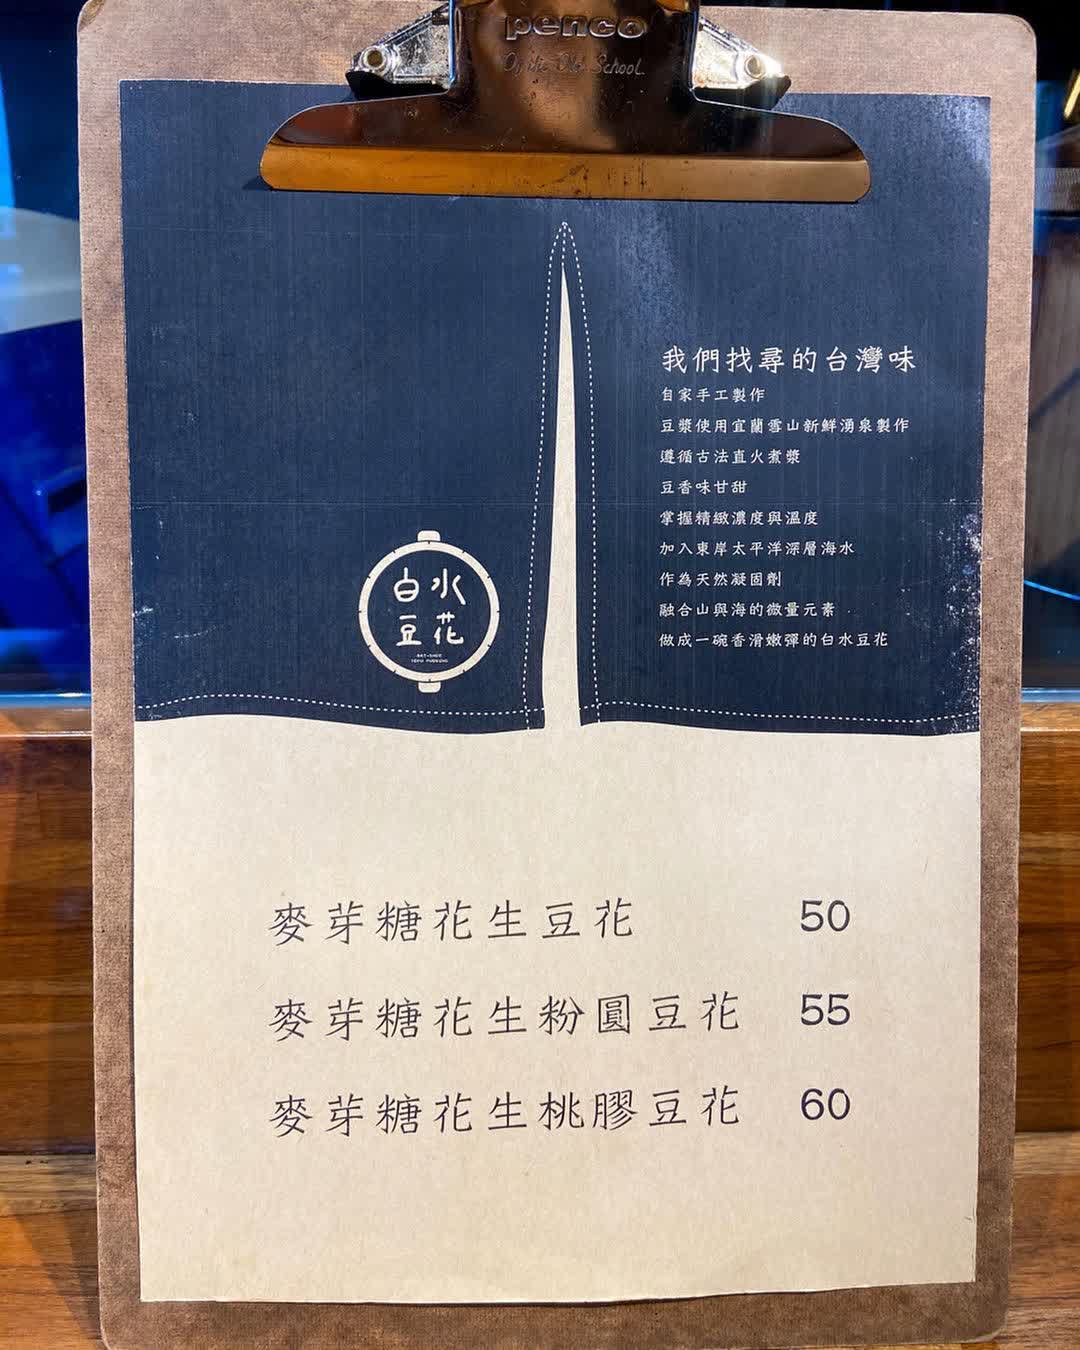 penco
Of the Old School.
我們找尋的台灣味
自家手工製作
豆漿使用宜蘭雪山新鮮湧泉製作
遵循古法直火煮漿
豆香味甘甜
掌握精緻濃度與溫度
加入東岸太平洋深層海水
作為天然凝固劑
融合山與海的微量元素
做成一碗香滑嫩彈的白水豆花
白水
豆花
TOFU PUDDING
麥芽糖花生豆花 50
麥芽糖花生粉圓豆花 55
麥芽糖花生桃膠豆花 60